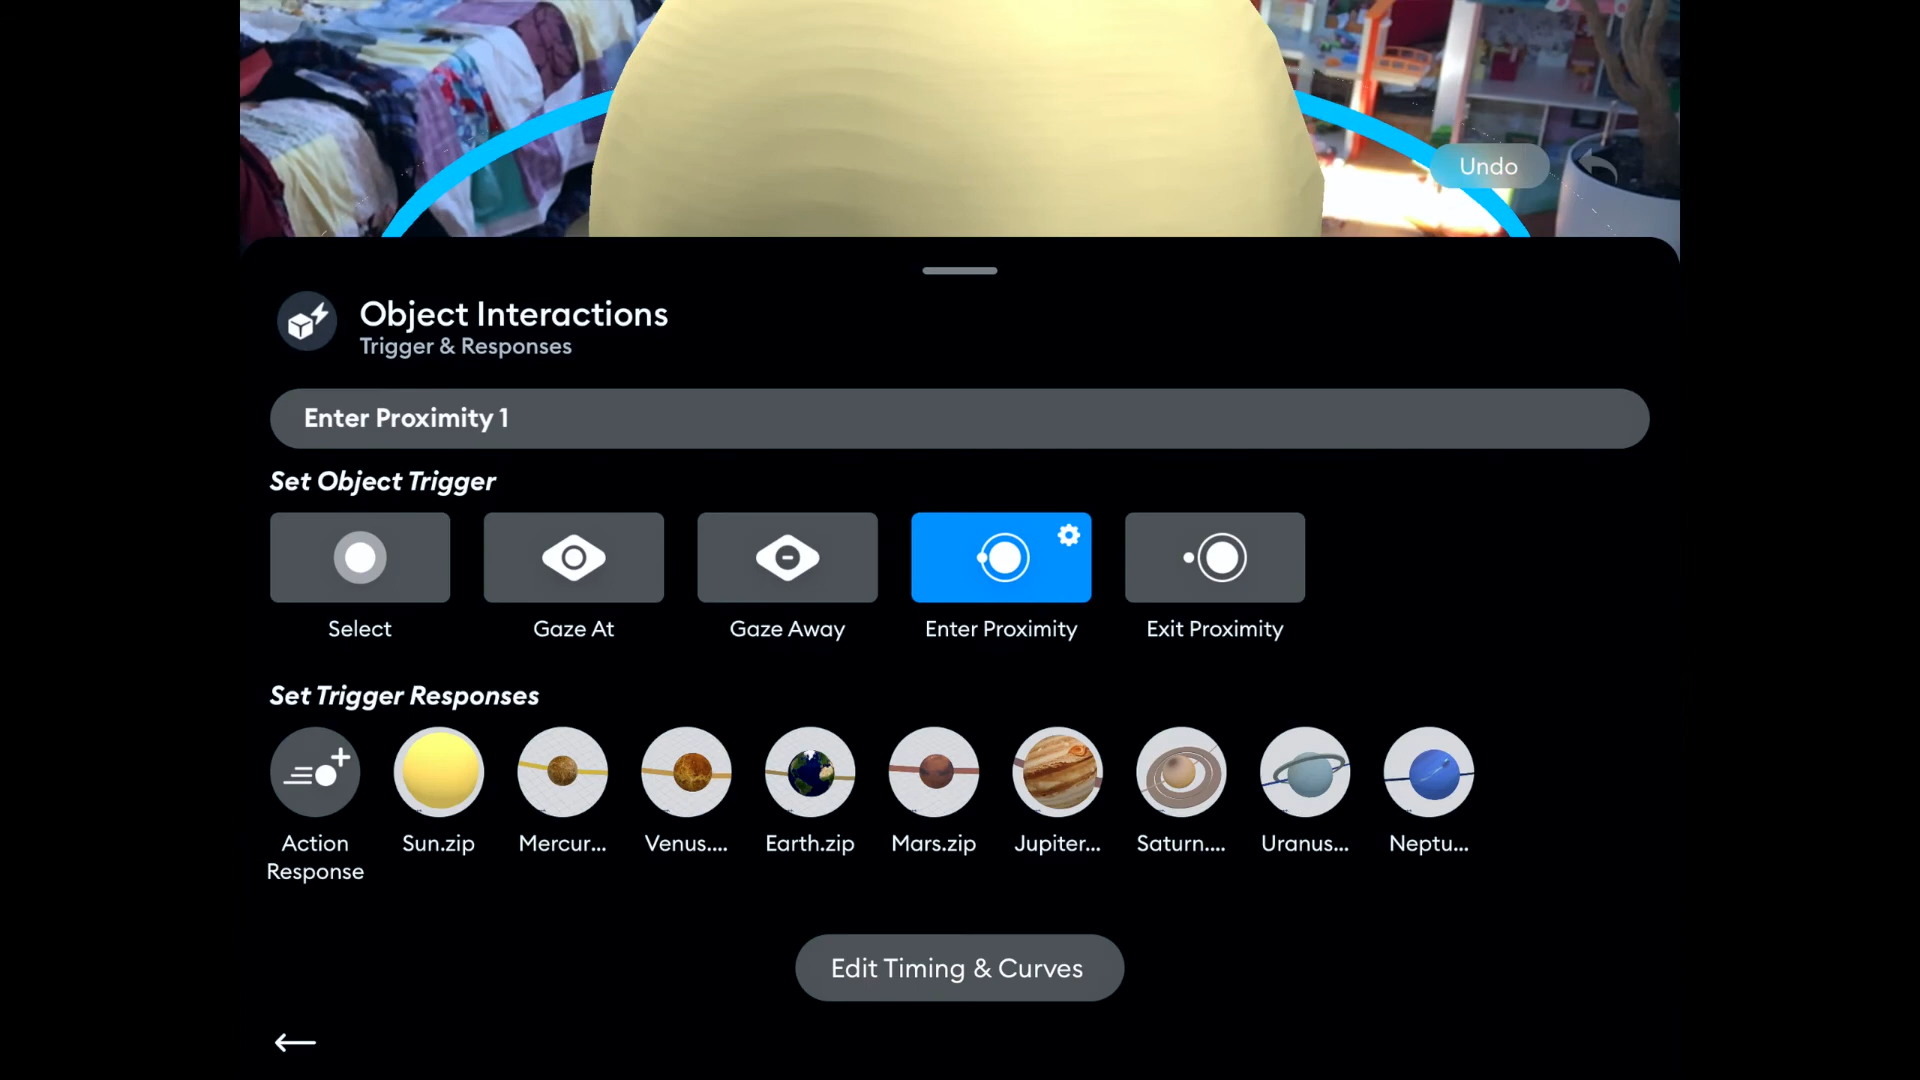 Undo
Object Interactions
Trigger & Responses
Enter Proximity 1
Set Object Trigger
Select
Gaze At
Gaze Away
Enter Proximity
Exit Proximity
Set Trigger Responses
Action
Response
Sun.zip
Mercur...
Venus....
Earth.zip
Mars.zip
Jupiter...
Saturn....
Uranus...
Neptu...
Edit Timing & Curves